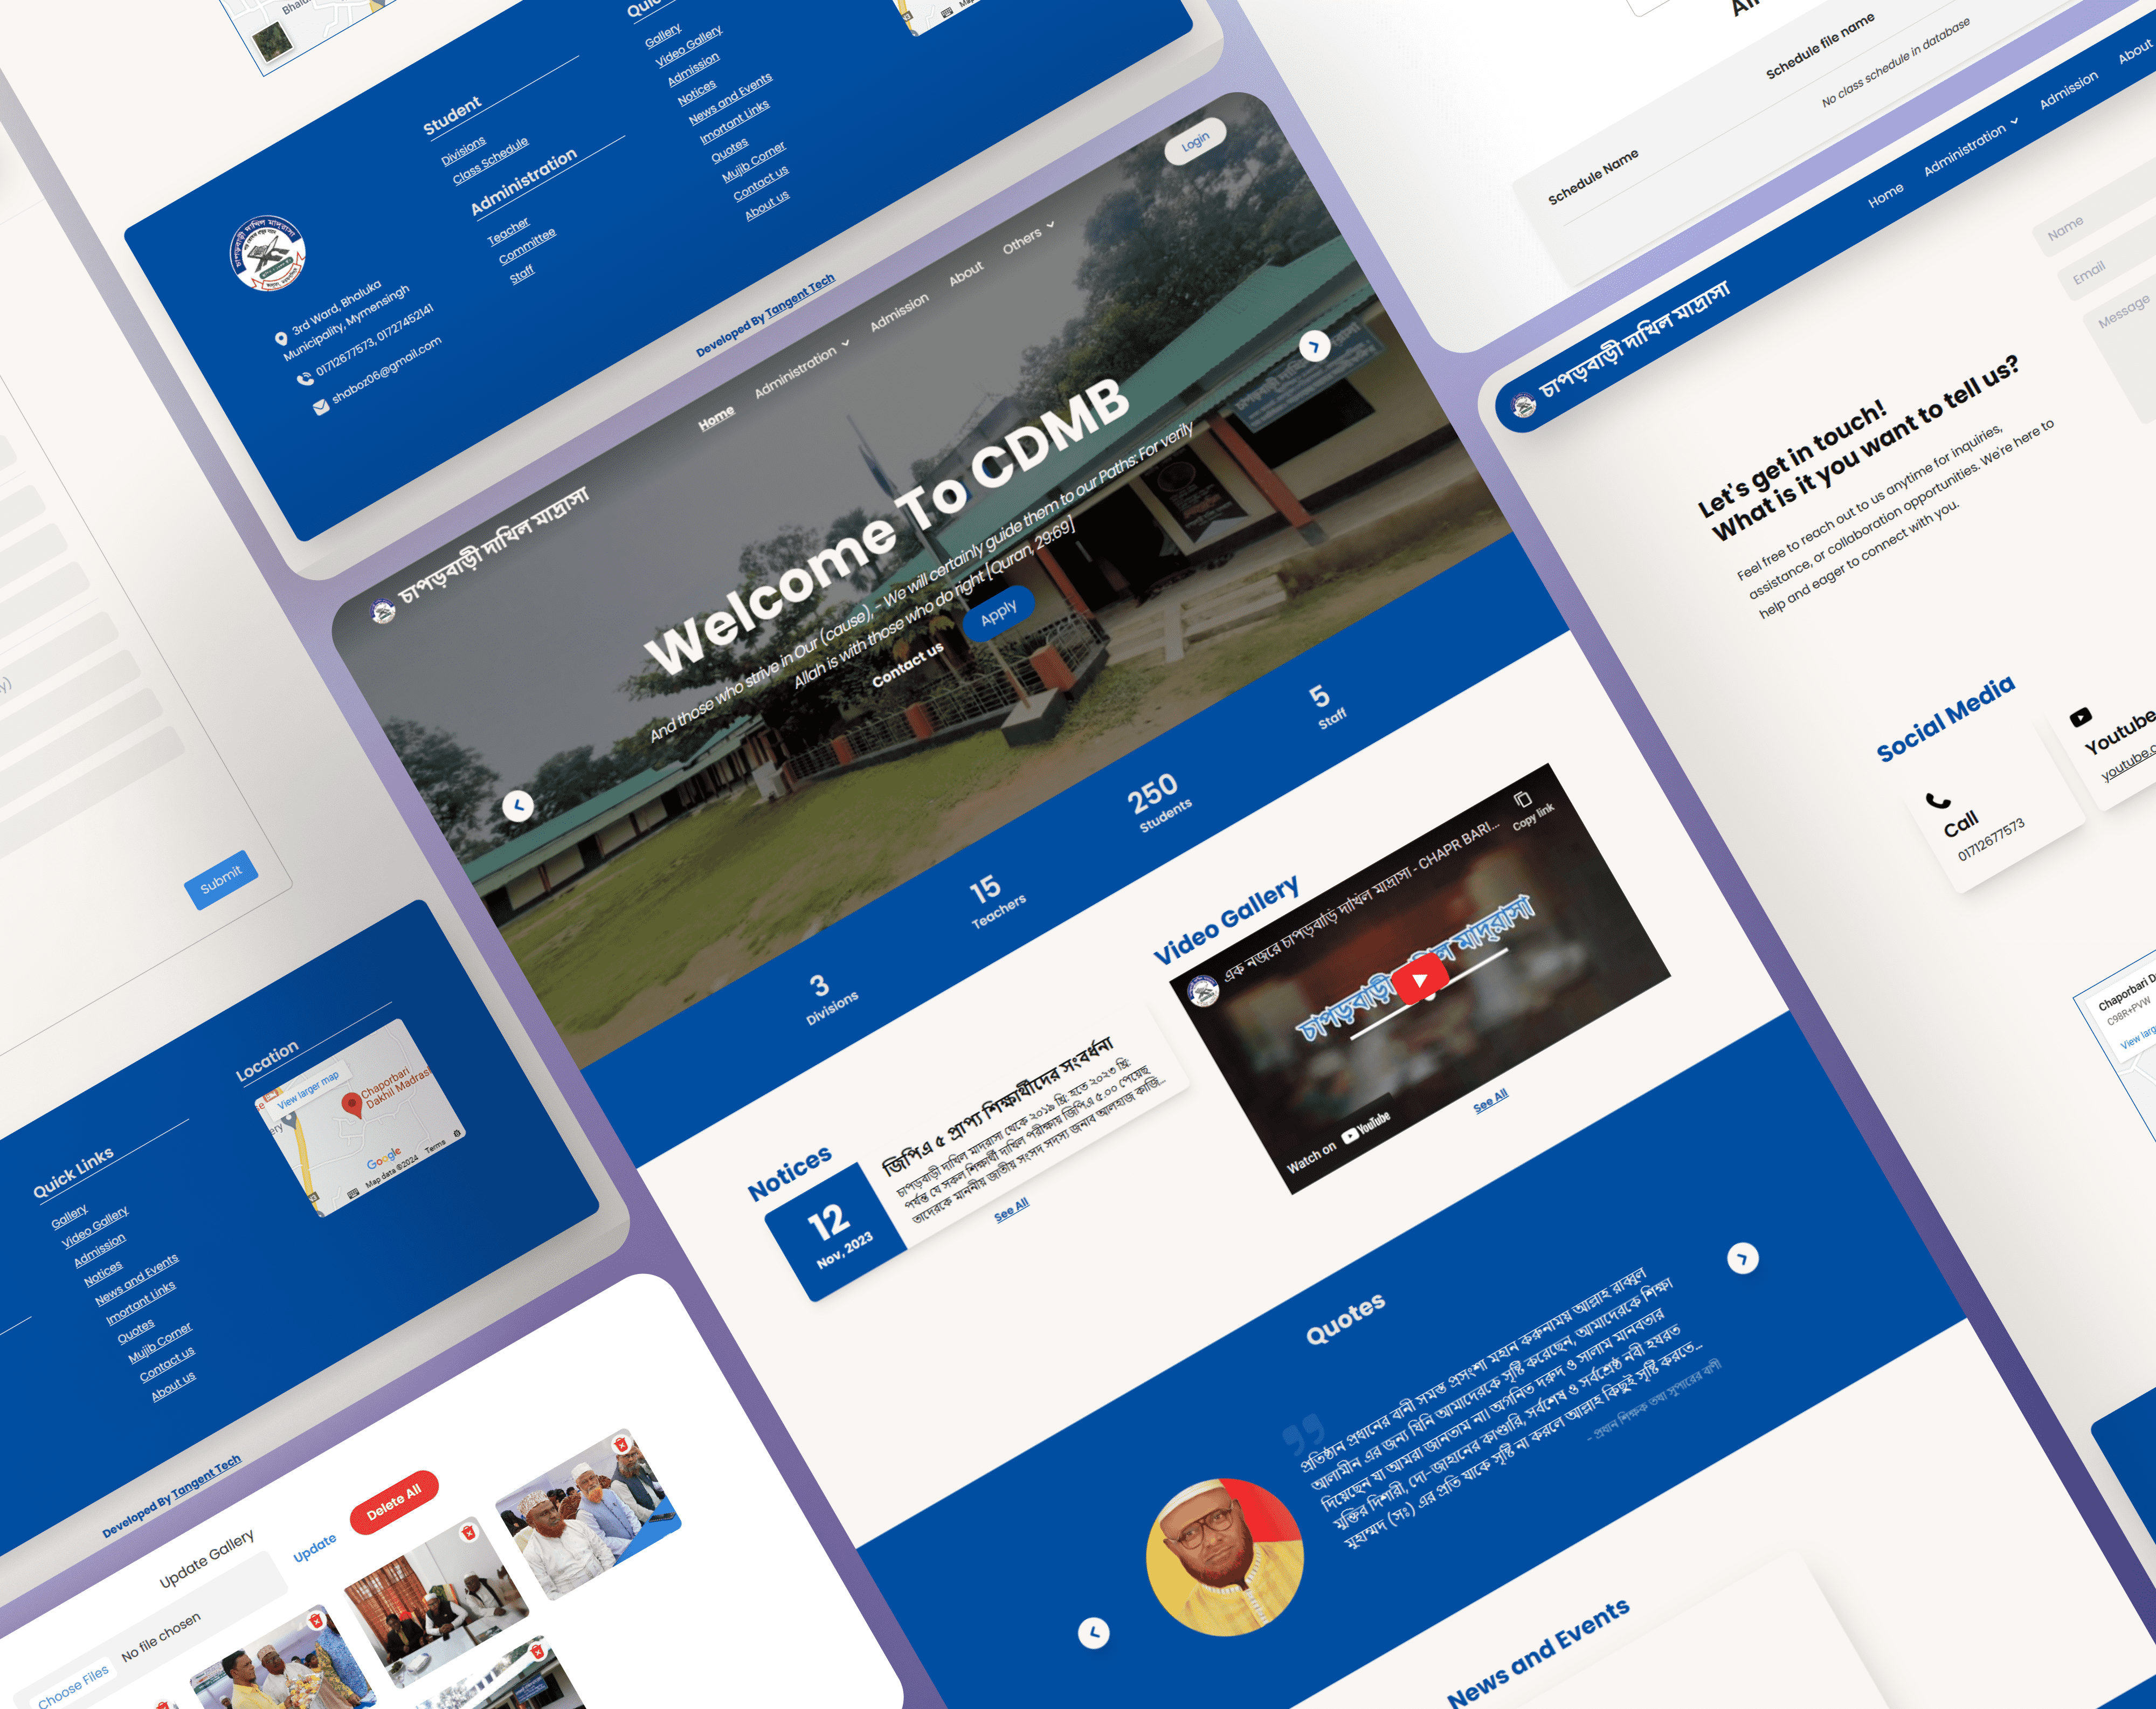 Student
Divisions
Class Schedule
Administration
Teacher
Committee
Staff
Gallery
Video Gallery
Admission
Notices
News and Events
Imortant Links
Quotes
Mujib Corner
Contact us
About us
3rd Ward, Bhaluka
Municipality, Mymensingh
01712677573, 01727452141
shaboz06@gmail.com
Developed By Tangent Tech
চাপড়বাড়ী দাখিল মাদ্রাসা
Home
Administration
Admission
About
Others
Login
Welcome To CDMB
And those who strive in Our (cause), - We will certainly guide them to our Paths: For verily
Allah is with those who do right [Quran, 29:69]
Contact us
Apply
3
Divisions
15
Teachers
250
Students
5
Staff
Notices
12
Nov, 2023
জিপিএ ৫ প্রাপ্য শিক্ষার্থীদের সংবর্ধনা
চাপড়বাড়ী দাখিল মাদরাসা থেকে ২০১৯ খ্রি: হতে ২০২৩ খ্রি:
পর্যন্ত যে সকল শিক্ষার্থী দাখিল পরীক্ষায় জিপিএ ৫.০০ পেয়েছে
তাদেরকে মাননীয় জাতীয় সংসদ সদস্য জনাব আলহাজ কাজি...
See All
Video Gallery
এক নজরে চাপড়বাড়ি দাখিল মাদ্রাসা - CHAPR BARI...
Copy link
Watch on YouTube
See All
Quotes
প্রতিষ্ঠান প্রধানের বানী সমস্ত প্রসংশা মহান করুনাময় আল্লাহ রাব্বুল
আলামীন এর জন্য যিনি আমাদেরকে সৃষ্টি করেছেন, আমাদেরকে শিক্ষা
দিয়েছেন যা আমরা জানতাম না। অগনিত দরুদ ও সালাম মানবতার
মুক্তির দিশারী, দো-জাহানের কাণ্ডারি, সর্বশেষ ও সর্বশ্রেষ্ঠ নবী হযরত
মুহাম্মদ (সঃ) এর প্রতি যাকে সৃষ্টি না করলে আল্লাহ কিছুই সৃষ্টি করতে...
- প্রধান শিক্ষক তথা সুপারের বাণী
News and Events
Schedule Name
Schedule file name
No class schedule in database
চাপড়বাড়ী দাখিল মাদ্রাসা
Home
Administration
Admission
About
Let's get in touch!
What is it you want to tell us?
Feel free to reach out to us anytime for inquiries,
assistance, or collaboration opportunities. We're here to
help and eager to connect with you.
Name
Email
Message
Social Media
Call
01712677573
Youtube
Chaporbari D
C98R+PVW
Submit
Quick Links
Gallery
Video Gallery
Admission
Notices
News and Events
Imortant Links
Quotes
Mujib Corner
Contact us
About us
Location
View larger map
Chaporbari
Dakhil Madras
Google
Map data ©2024
Terms
Developed By Tangent Tech
Update Gallery
Choose Files
No file chosen
Update
Delete All